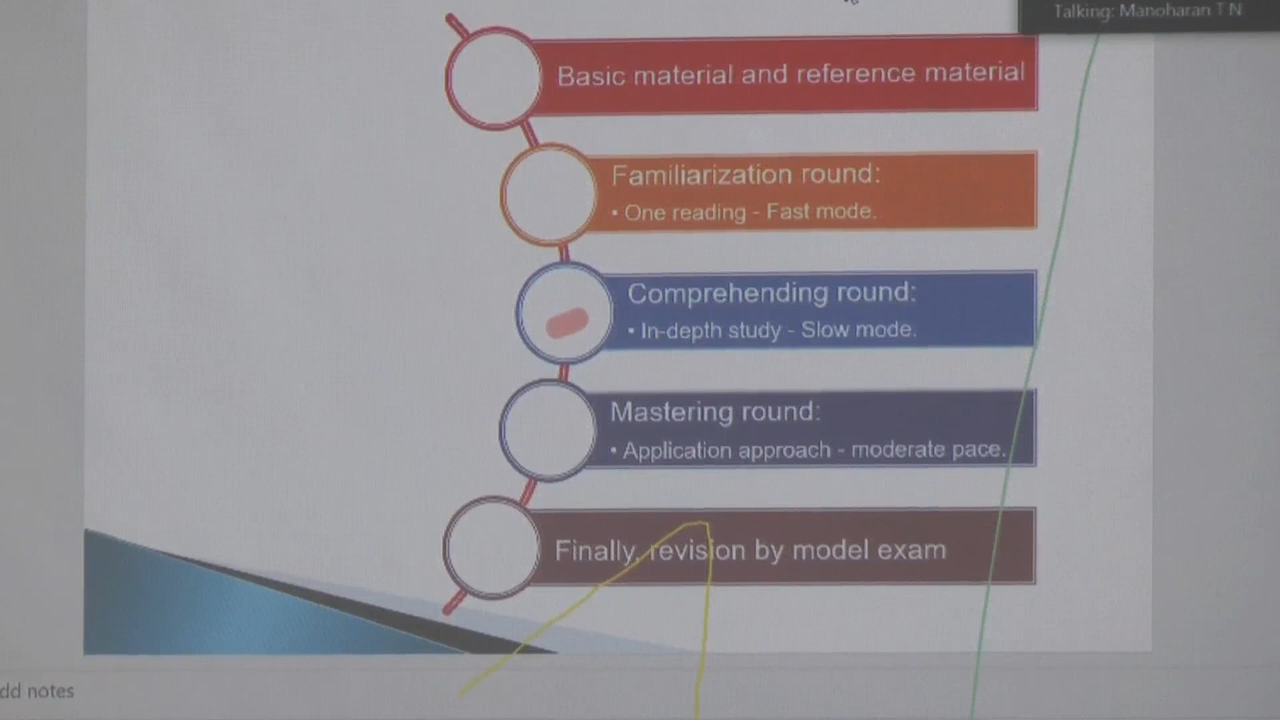 Talking: Manoharan T N
Basic material and reference material
Familiarization round:
• One reading - Fast mode.
Comprehending round:
• In-depth study - Slow mode.
Mastering round:
• Application approach - moderate pace.
Finally, revision by model exam
dd notes